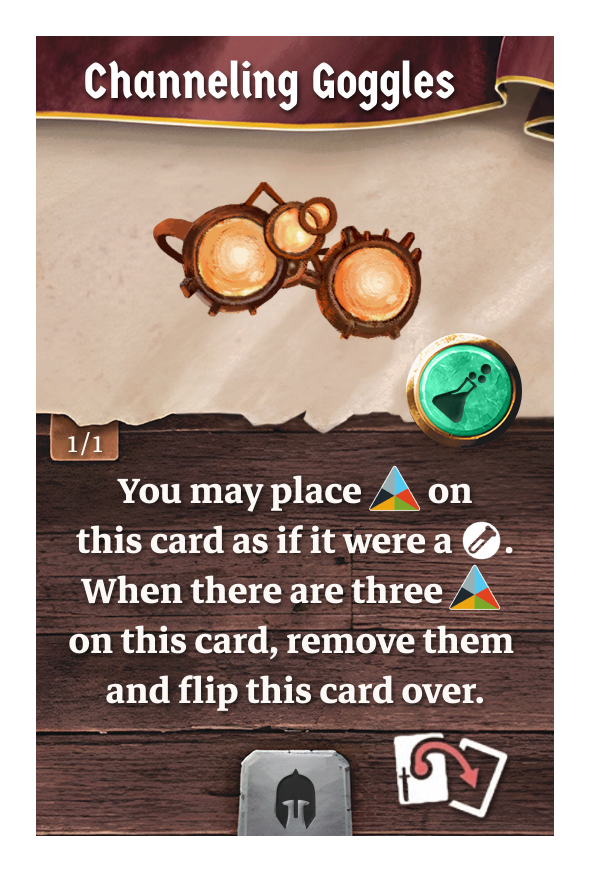 Channeling Goggles
1/1
You may place on
this card as if it were a .
When there are three
on this card, remove them
and flip this card over.